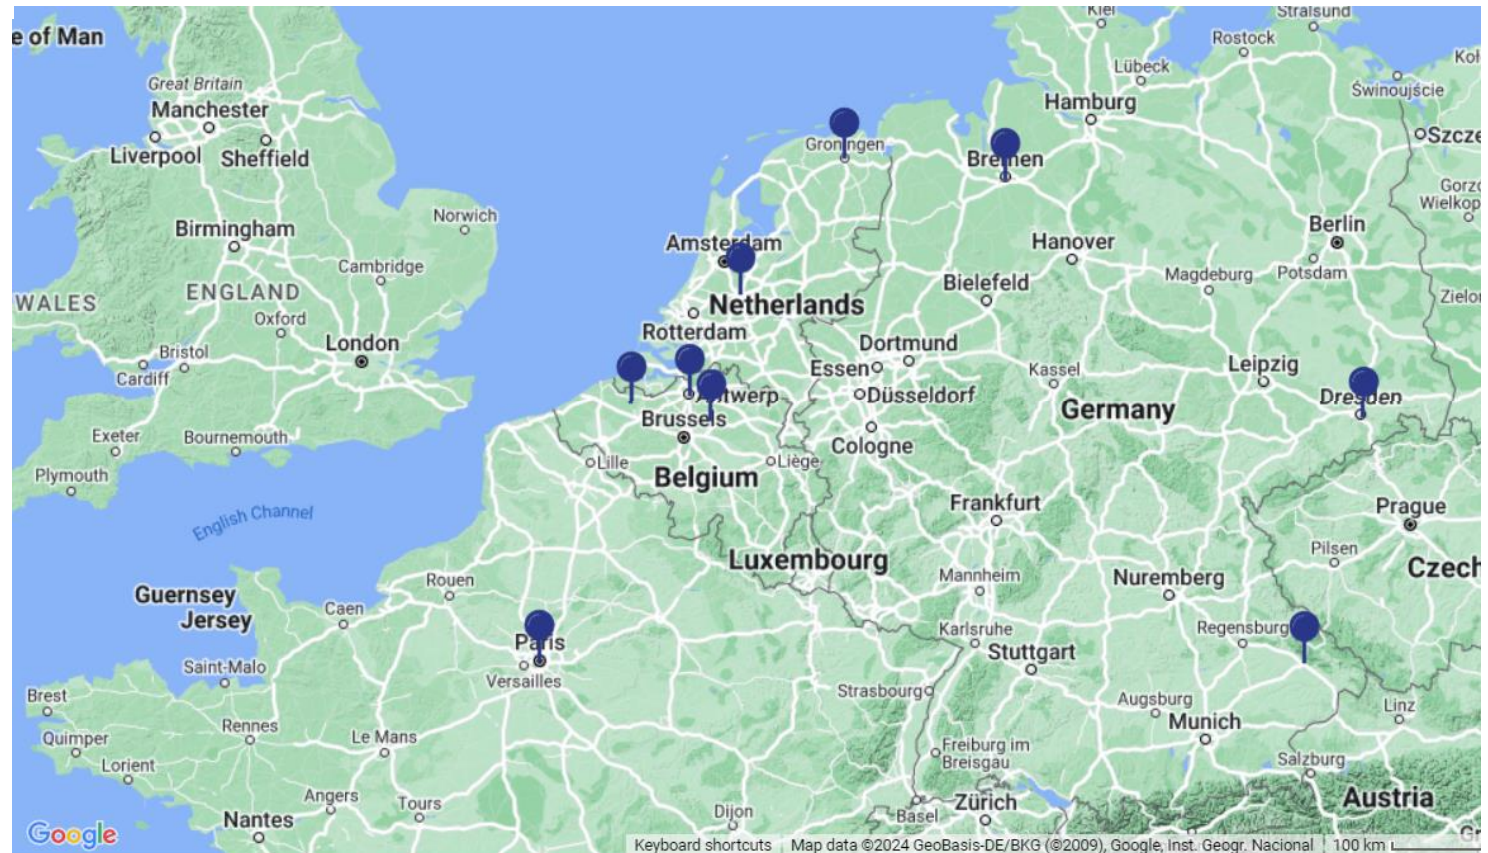 e of Man
Kiel
Stralsund
Rostock
Great Britain
Manchester
Lübeck
Świnoujście
Hamburg
Liverpool
Sheffield
Groningen
Bremen
Szcze
Norwich
Birmingham
Amsterdam
Hanover
Berlin
Gorzo
Wielkop
Cambridge
Magdeburg
Potsdam
WALES
ENGLAND
Netherlands
Bielefeld
Zielon
Oxford
London
Rotterdam
Dortmund
Bristol
Cardiff
Essen
Kassel
Leipzig
Antwerp
Düsseldorf
Germany
Dresden
Brussels
Exeter
Bournemouth
Cologne
Plymouth
Lille
Liège
Belgium
English Channel
Frankfurt
Prague
Luxembourg
Pilsen
Czech
Rouen
Mannheim
Nuremberg
Guernsey
Jersey
Caen
Paris
Karlsruhe
Regensburg
Saint-Malo
Versailles
Stuttgart
Brest
Strasbourg
Augsburg
Linz
Rennes
Munich
Quimper
Le Mans
Freiburg im
Breisgau
Lorient
Salzburg
Angers
Tours
Dijon
Zürich
Austria
Nantes
Basel
Google
Keyboard shortcuts
Map data ©2024 GeoBasis-DE/BKG (©2009), Google, Inst. Geogr. Nacional
100 km